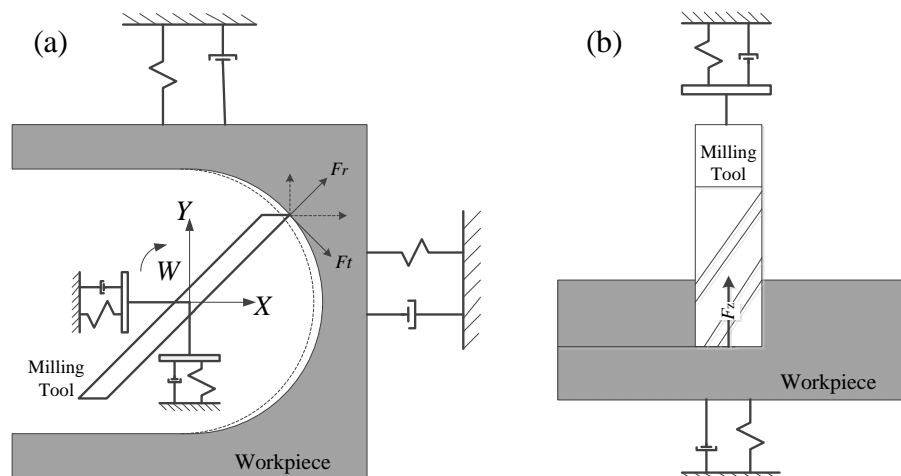 (a)
Fr
Y
Ft
W
X
Milling
Tool
Workpiece
(b)
Milling
Tool
Fz
Workpiece